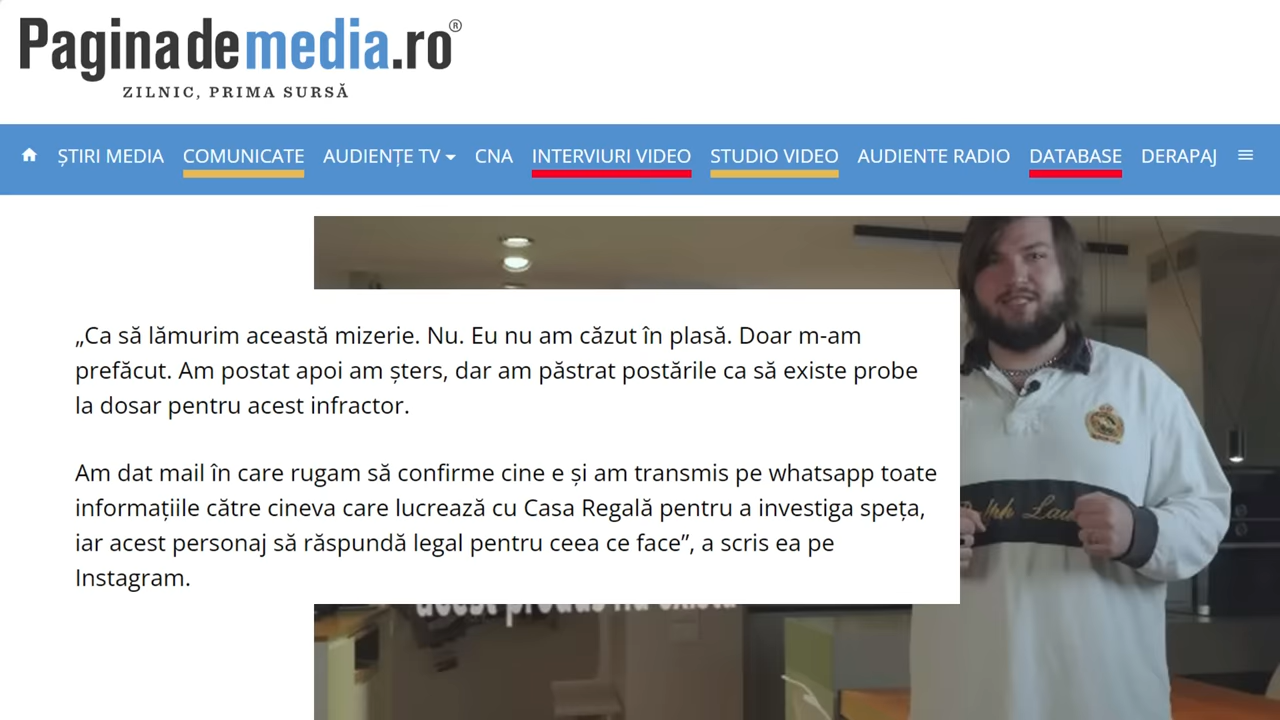 Paginademedia.ro®
ZILNIC, PRIMA SURSĂ
ȘTIRI MEDIA COMUNICATE AUDIENȚE TV CNA INTERVIURI VIDEO STUDIO VIDEO AUDIENTE RADIO DATABASE DERAPAJ
„Ca să lămurim această mizerie. Nu. Eu nu am căzut în plasă. Doar m-am
prefăcut. Am postat apoi am șters, dar am păstrat postările ca să existe probe
la dosar pentru acest infractor.
Am dat mail în care rugam să confirme cine e și am transmis pe whatsapp toate
informațiile către cineva care lucrează cu Casa Regală pentru a investiga speța,
iar acest personaj să răspundă legal pentru ceea ce face”, a scris ea pe
Instagram.